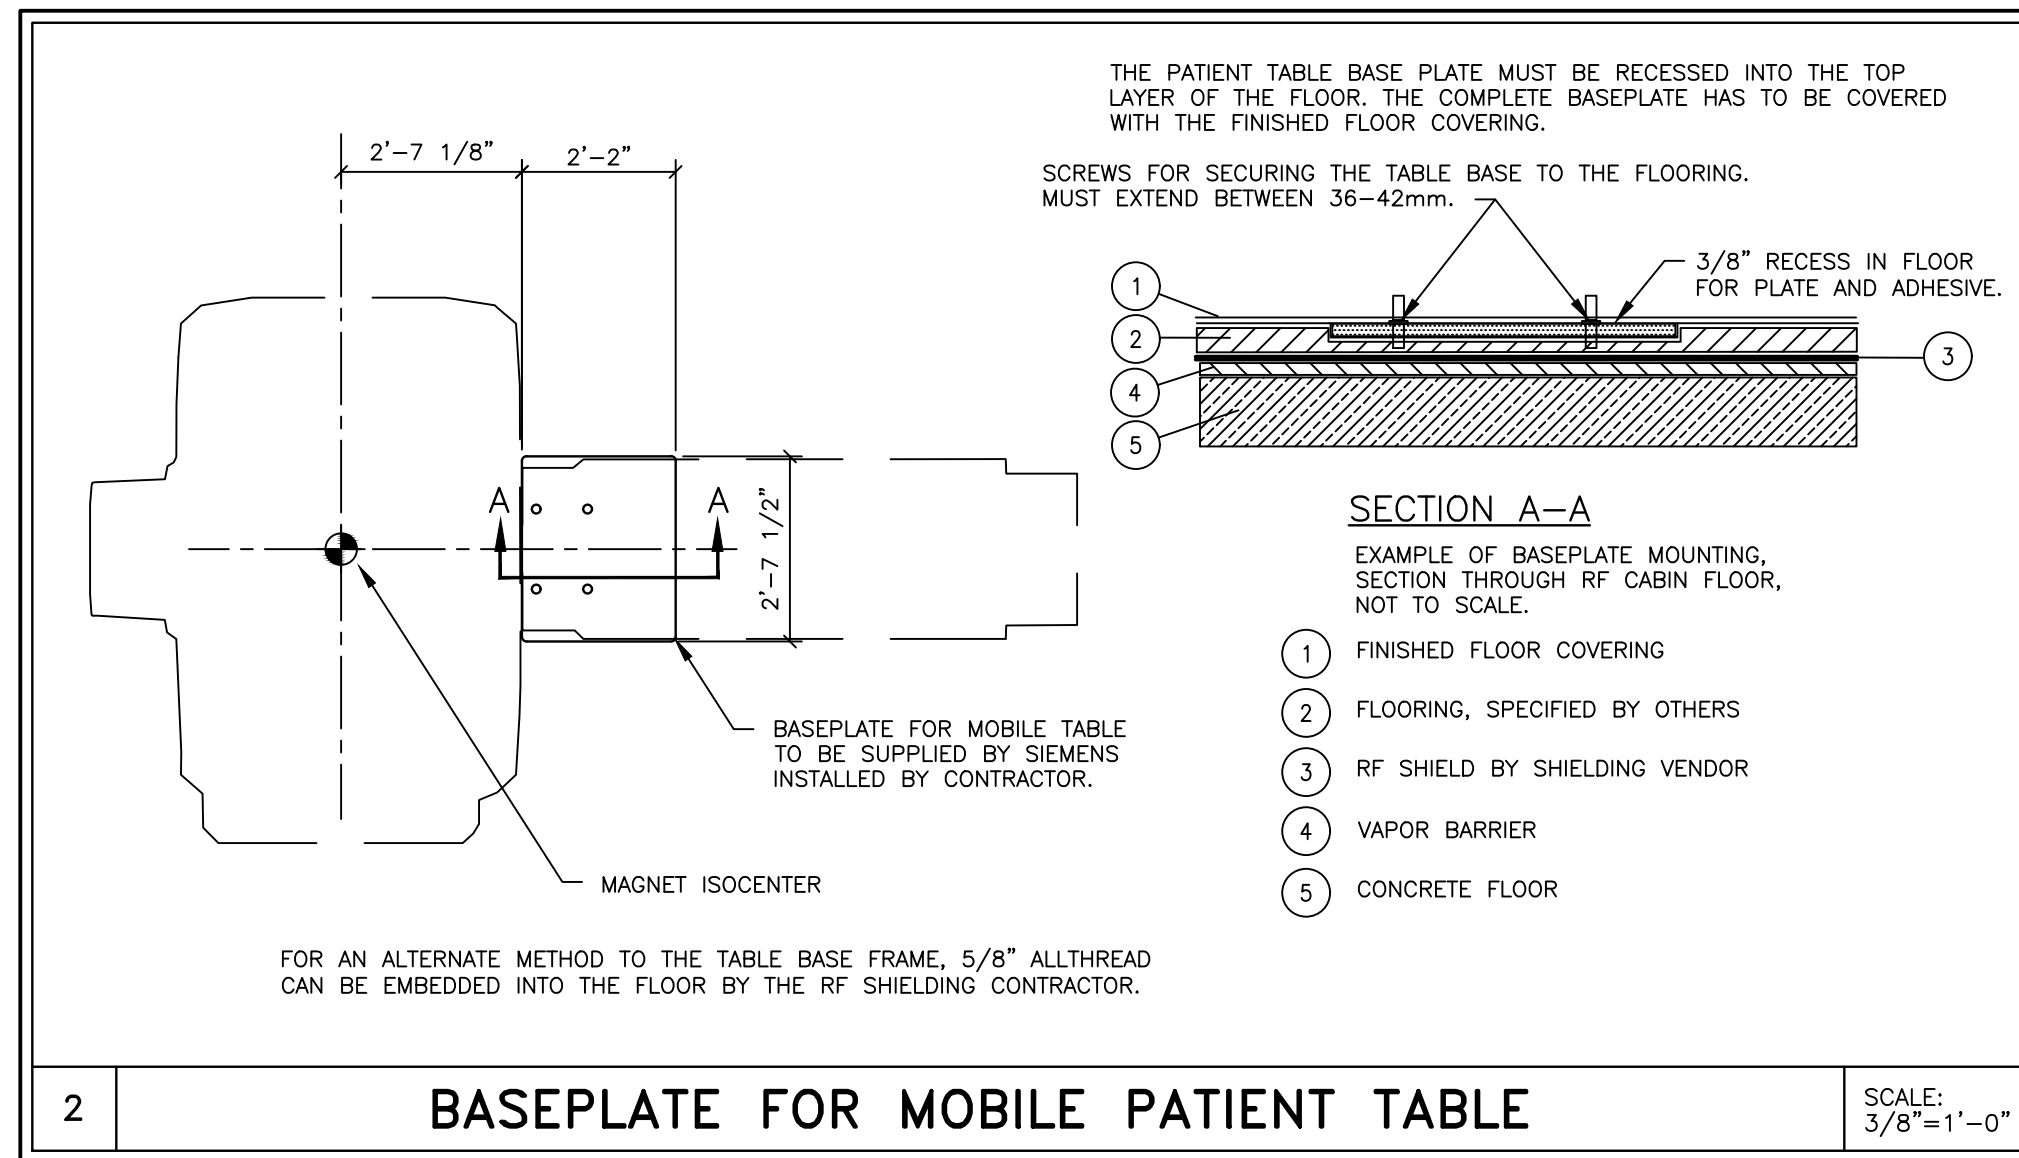 THE PATIENT TABLE BASE PLATE MUST BE RECESSED INTO THE TOP
LAYER OF THE FLOOR. THE COMPLETE BASEPLATE HAS TO BE COVERED
WITH THE FINISHED FLOOR COVERING.
2'-7 1/8"
2'-2"
SCREWS FOR SECURING THE TABLE BASE TO THE FLOORING.
MUST EXTEND BETWEEN 36-42mm.
3/8" RECESS IN FLOOR
FOR PLATE AND ADHESIVE.
1
2
3
4
5
A
A
2'-7 1/2"
SECTION A-A
EXAMPLE OF BASEPLATE MOUNTING,
SECTION THROUGH RF CABIN FLOOR,
NOT TO SCALE.
1 FINISHED FLOOR COVERING
2 FLOORING, SPECIFIED BY OTHERS
3 RF SHIELD BY SHIELDING VENDOR
4 VAPOR BARRIER
5 CONCRETE FLOOR
BASEPLATE FOR MOBILE TABLE
TO BE SUPPLIED BY SIEMENS
INSTALLED BY CONTRACTOR.
MAGNET ISOCENTER
FOR AN ALTERNATE METHOD TO THE TABLE BASE FRAME, 5/8" ALLTHREAD
CAN BE EMBEDDED INTO THE FLOOR BY THE RF SHIELDING CONTRACTOR.
2
BASEPLATE FOR MOBILE PATIENT TABLE
SCALE:
3/8"=1'-0"